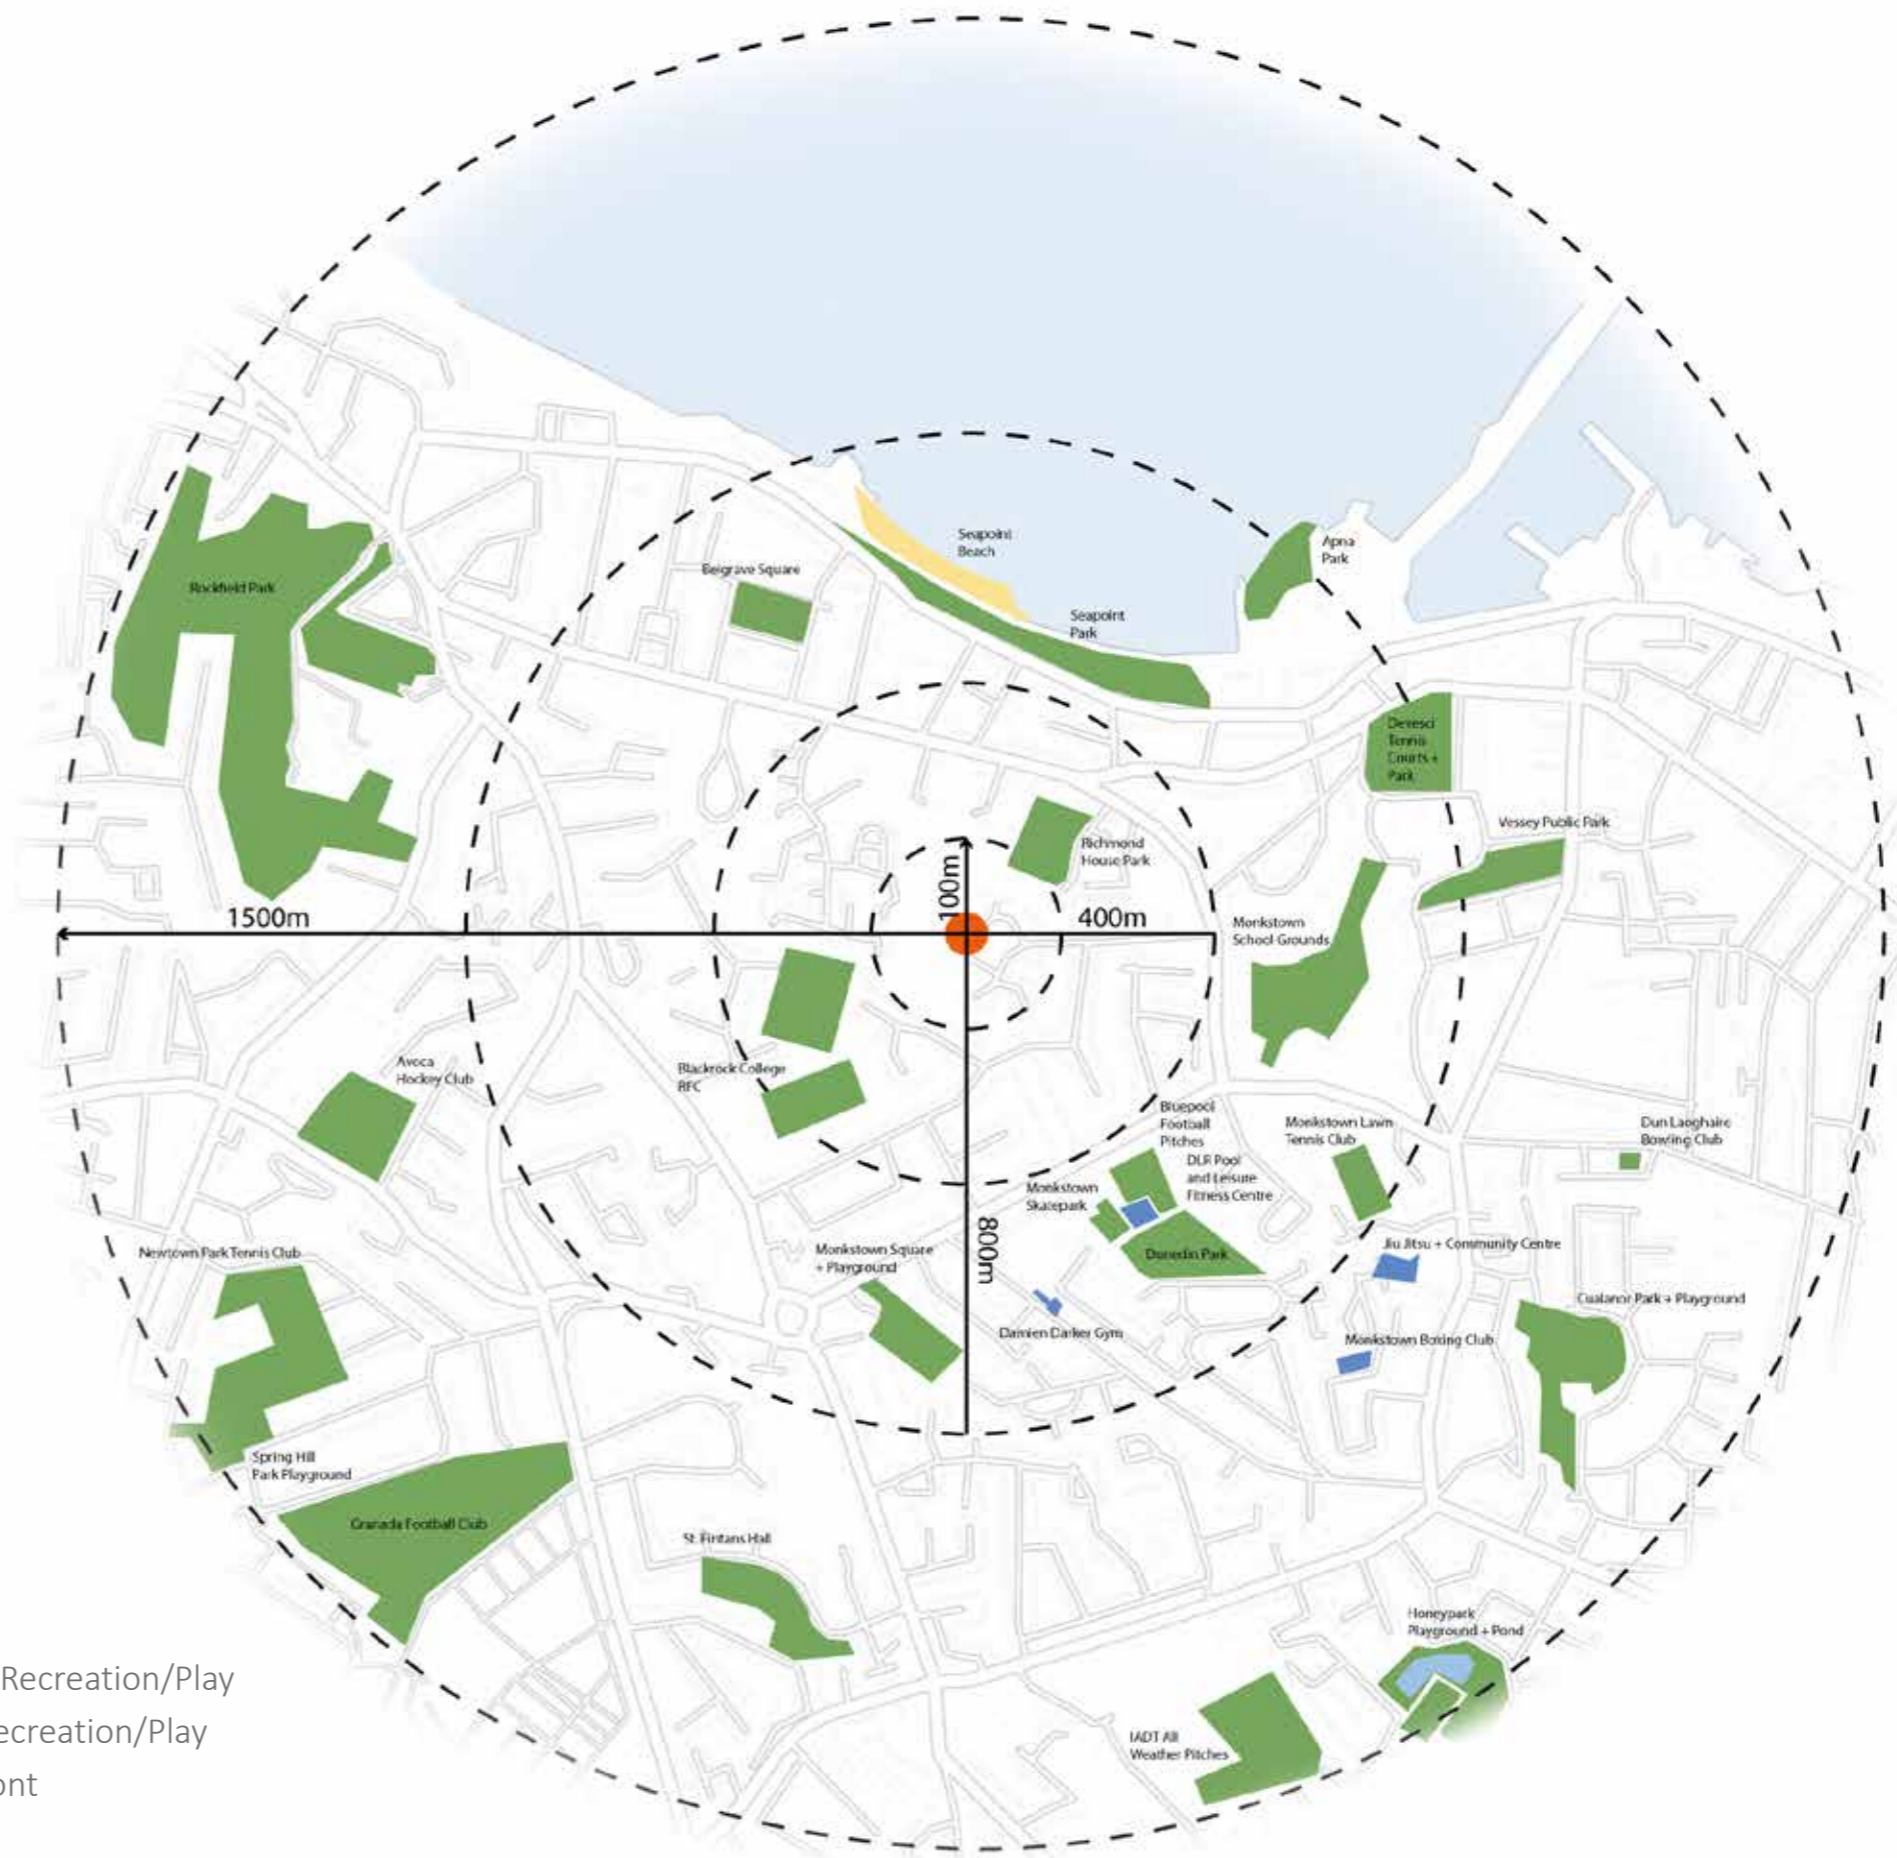 Seapoint
Beach
Apna
Park
Belgrave Square
Rockfield Park
Seapoint
Park
Devesci
Tennis
Courts +
Park
Vessey Public Park
Richmond
House Park
100m
1500m
400m
Monkstown
School Grounds
Avoca
Hockey Club
Blackrock College
RFC
Bluepool
Football
Pitches
Monkstown Lawn
Tennis Club
Dun Laoghaire
Bowling Club
DLR Pool
and Leisure
Fitness Centre
Monkstown
Skatepark
800m
Newtown Park Tennis Club
Monkstown Square
+ Playground
Dunedin Park
Jiu Jitsu + Community Centre
Cualanor Park + Playground
Damien Darker Gym
Monkstown Boxing Club
Spring Hill
Park Playground
Granada Football Club
St. Fintans Hall
Honeypark
Playground + Pond
IADT All
Weather Pitches
Recreation/Play
ecreation/Play
ont